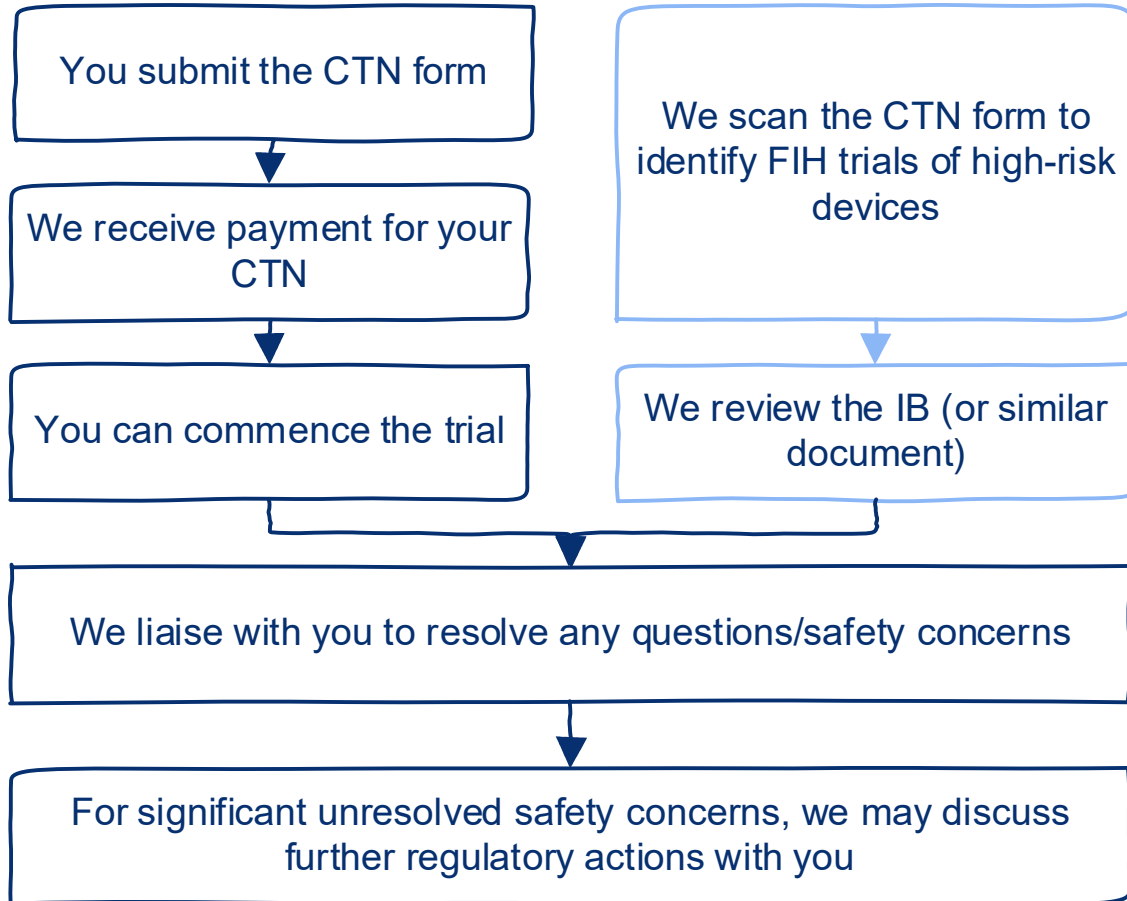 You submit the CTN form
We receive payment for your
CTN
You can commence the trial
We scan the CTN form to
identify FIH trials of high-risk
devices
We review the IB (or similar
document)
We liaise with you to resolve any questions/safety concerns
For significant unresolved safety concerns, we may discuss
further regulatory actions with you